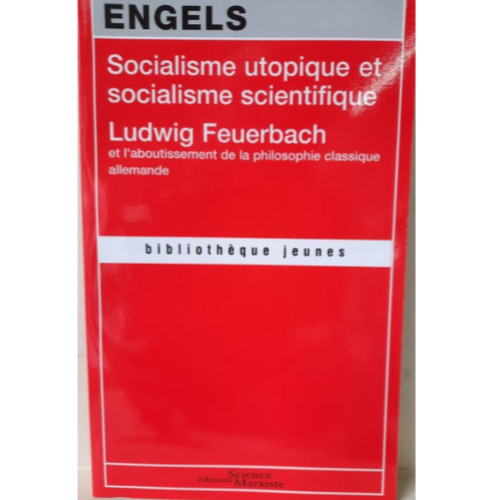 ENGELS
Socialisme utopique et
socialisme scientifique
Ludwig Feuerbach
et l'aboutissement de la philosophie classique
allemande
bibliothèque jeunes
Science
éditions Marxiste